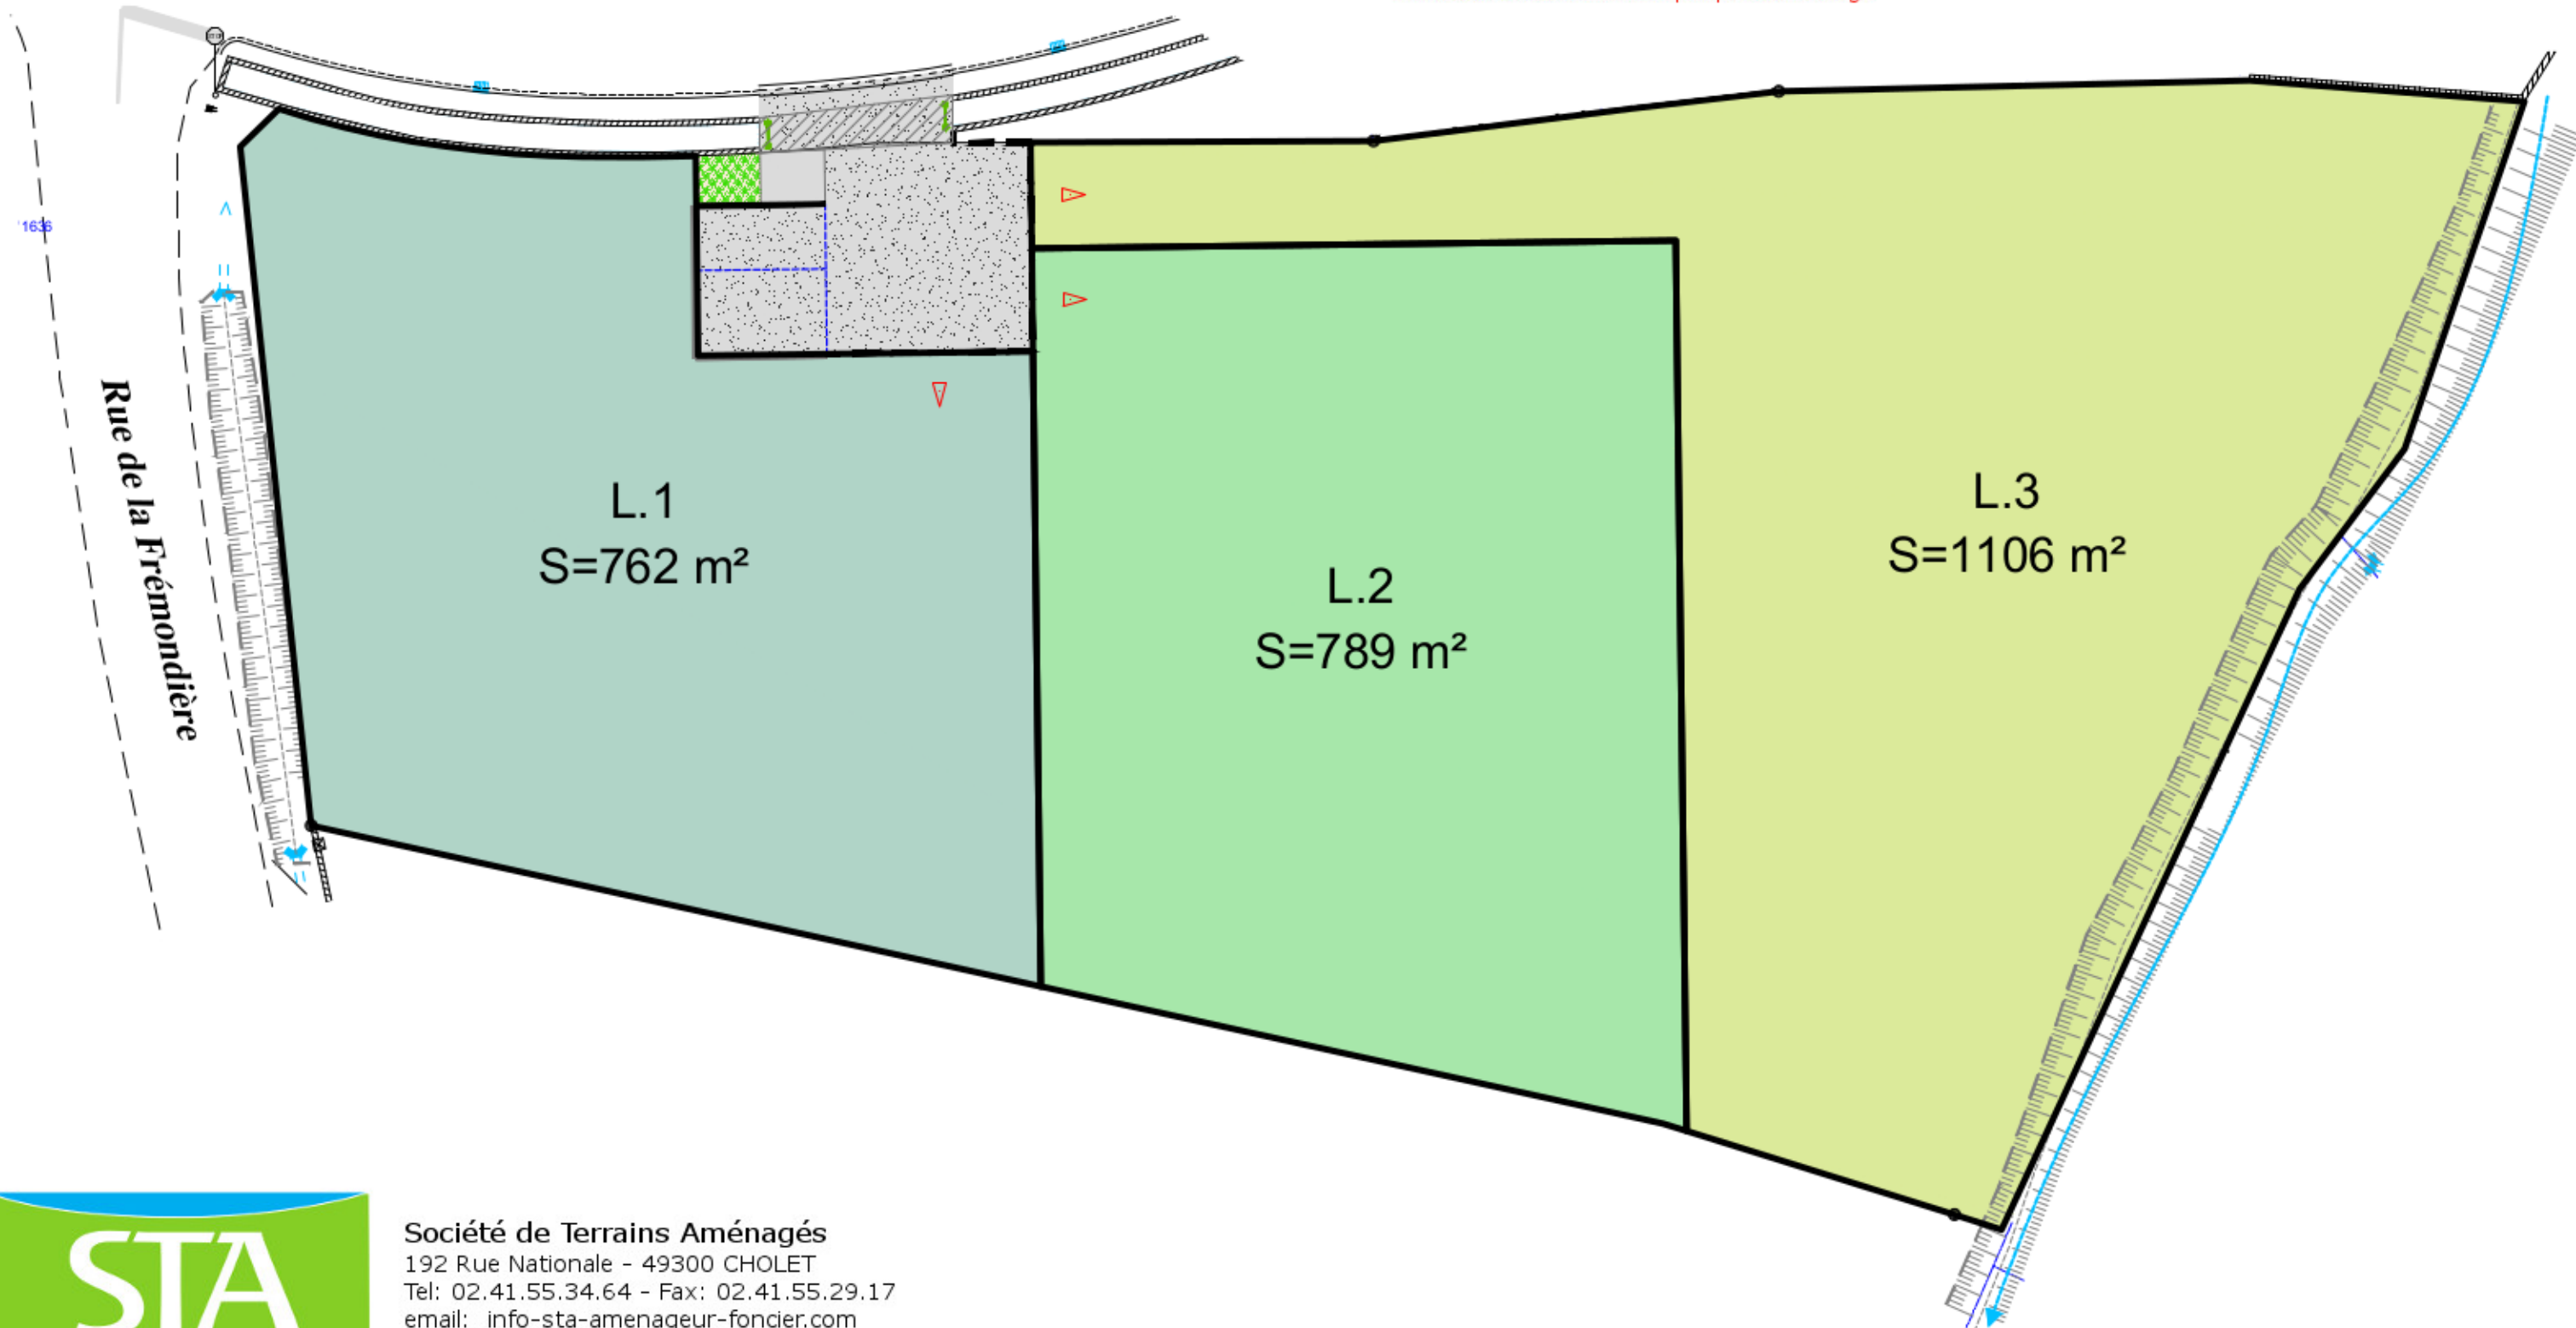 1636
Rue de la Frémondière
L.1
S=762 m²
L.2
S=789 m²
L.3
S=1106 m²
STA
Société de Terrains Aménagés
192 Rue Nationale - 49300 CHOLET
Tel: 02.41.55.34.64 - Fax: 02.41.55.29.17
email: info-sta-amenageur-foncier.com